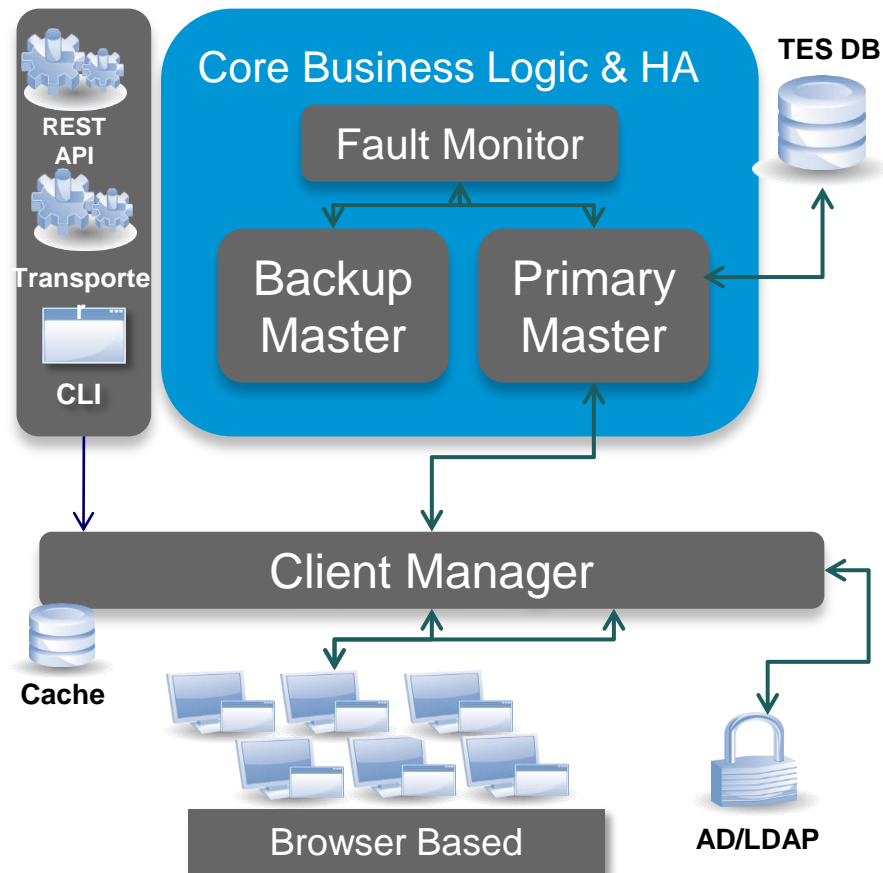 REST
API
Transporte
r
CLI
Core Business Logic & HA
Fault Monitor
Backup
Master
Primary
Master
TES DB
Client Manager
Cache
Browser Based
AD/LDAP